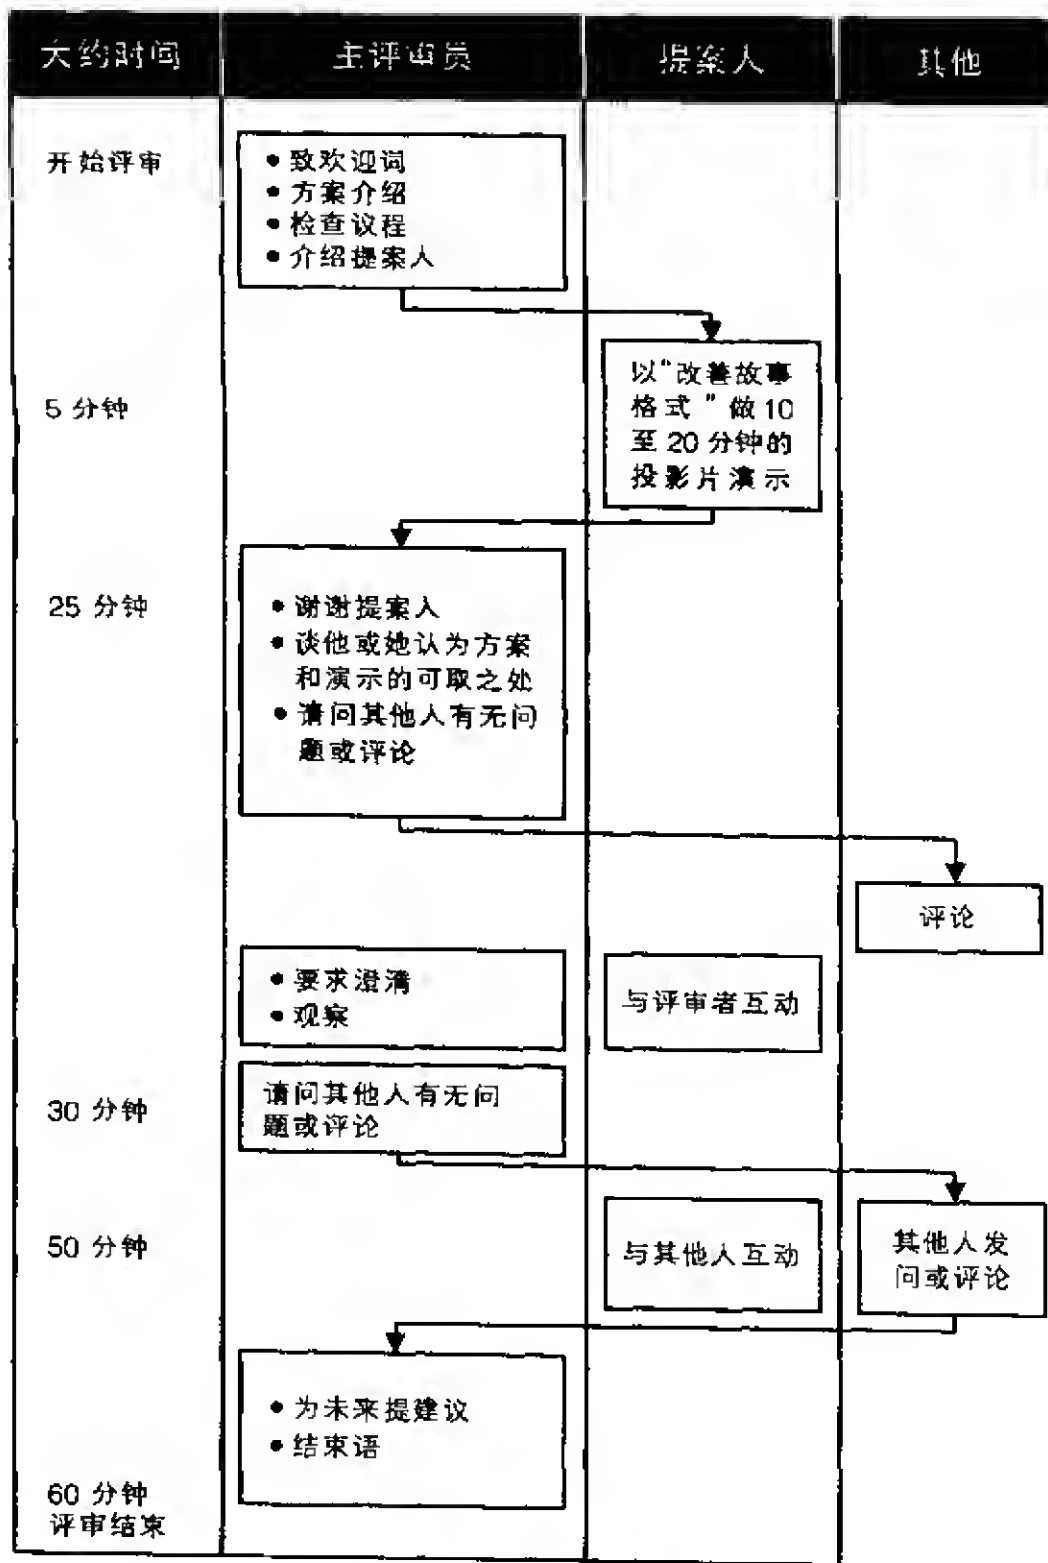 大约时间 主评审员 提案人 其他
开始评审
• 致欢迎词
• 方案介绍
• 检查议程
• 介绍提案人
5 分钟
以“改善故事
格式”做10
至20分钟的
投影片演示
25 分钟
• 谢谢提案人
• 谈他或她认为方案
和演示的可取之处
• 请问其他人有无问
题或评论
评论
• 要求澄清
• 观察
与评审者互动
30 分钟
请问其他人有无问
题或评论
50 分钟
与其他人互动
其他人发
问或评论
• 为未来提建议
• 结束语
60 分钟
评审结束